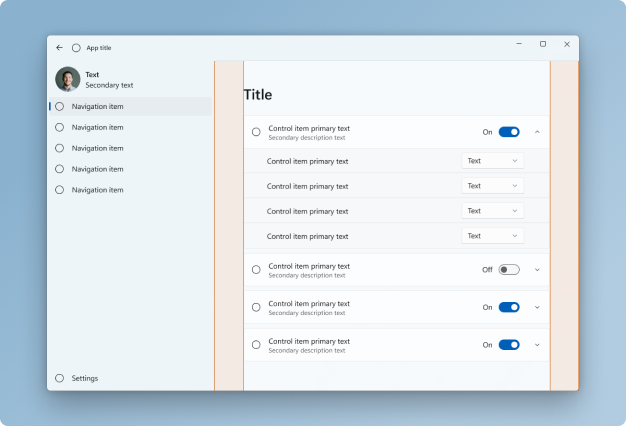 App title
Text
Secondary text
Navigation item
Navigation item
Navigation item
Navigation item
Navigation item
Settings
Title
Control item primary text
Secondary description text
On
Control item primary text
Text
Control item primary text
Text
Control item primary text
Text
Control item primary text
Text
Control item primary text
Secondary description text
Off
Control item primary text
Secondary description text
On
Control item primary text
Secondary description text
On